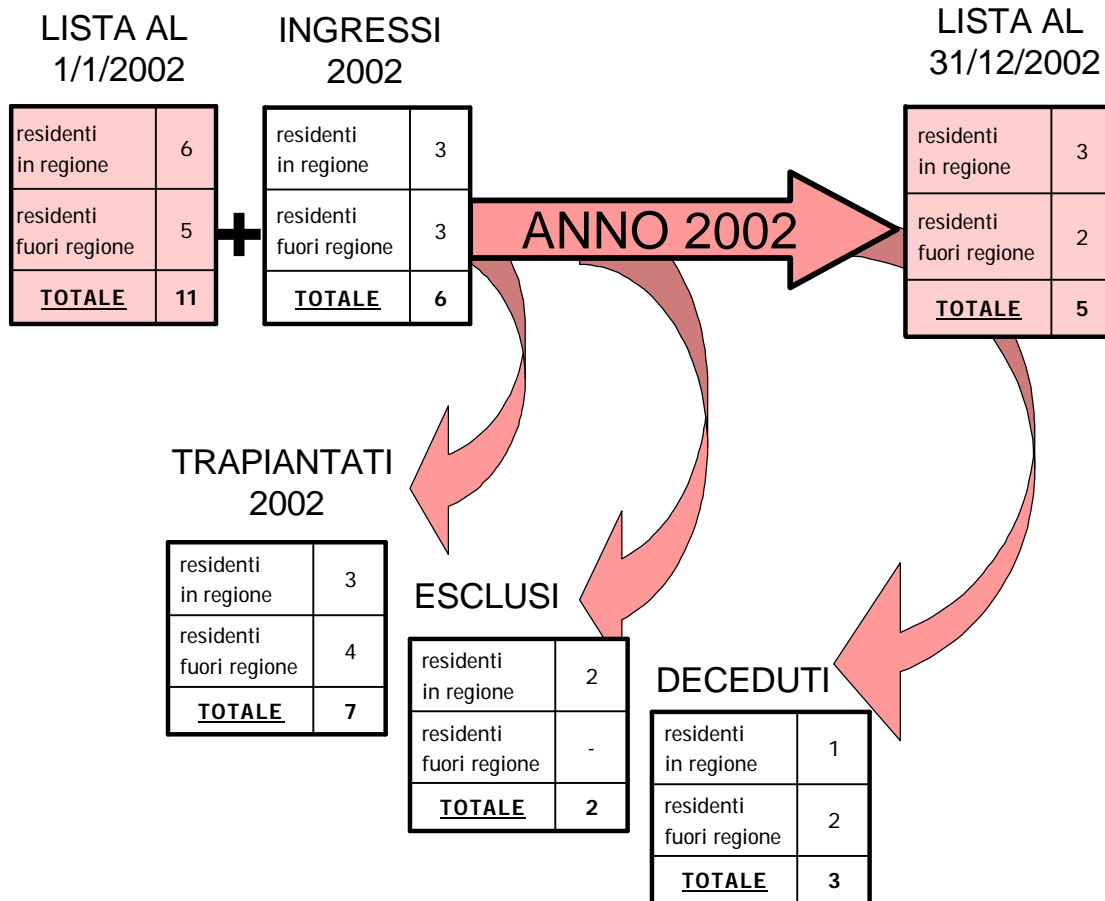 LISTA AL
1/1/2002
residenti
in regione
6
residenti
fuori regione
5
TOTALE
11
+
INGRESSI
2002
residenti
in regione
3
residenti
fuori regione
3
TOTALE
6
ANNO 2002
LISTA AL
31/12/2002
residenti
in regione
3
residenti
fuori regione
2
TOTALE
5
TRAPIANTATI
2002
residenti
in regione
3
residenti
fuori regione
4
TOTALE
7
ESCLUSI
residenti
in regione
2
residenti
fuori regione
-
TOTALE
2
DECEDUTI
residenti
in regione
1
residenti
fuori regione
2
TOTALE
3